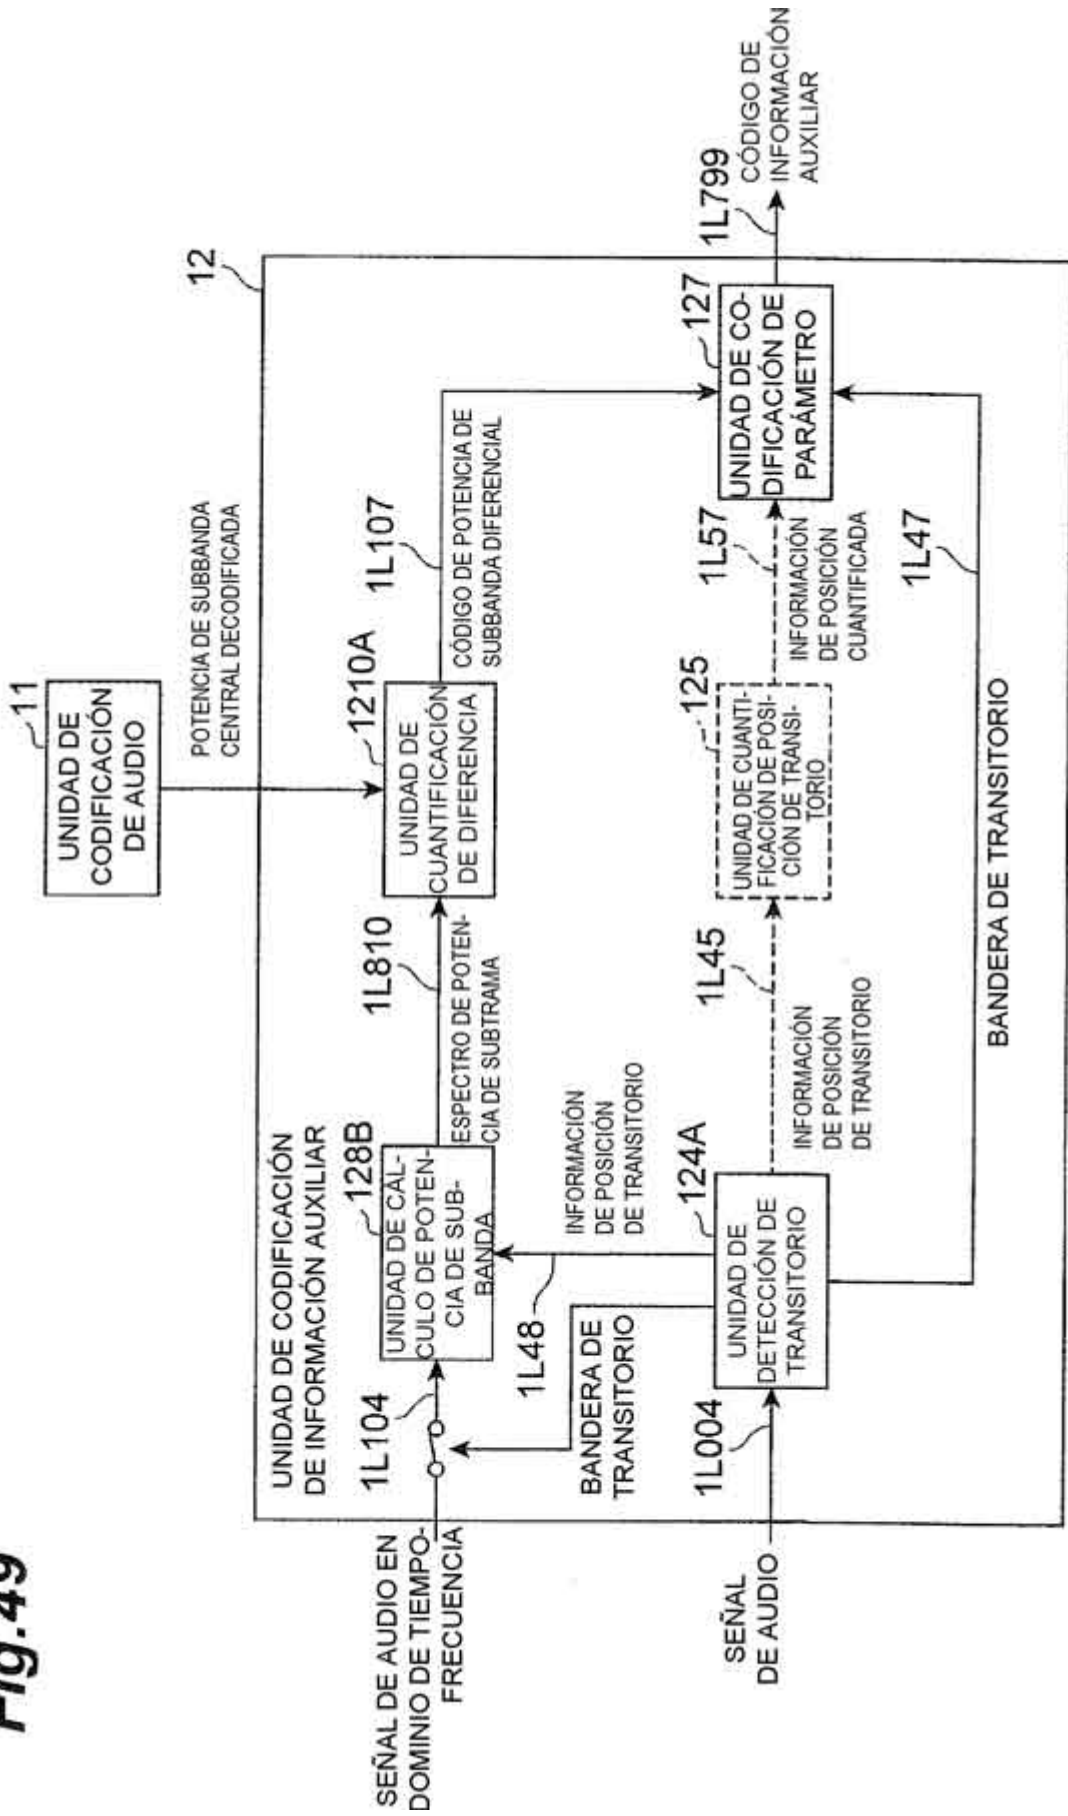 Fig.49
11
UNIDAD DE
CODIFICACIÓN
DE AUDIO
POTENCIA DE SUBBANDA
CENTRAL DECODIFICADA
12
UNIDAD DE CODIFICACIÓN
DE INFORMACIÓN AUXILIAR
SEÑAL DE AUDIO EN
DOMINIO DE TIEMPO-
FRECUENCIA
1L104
128B
UNIDAD DE CÁL-
CULO DE POTEN-
CIA DE SUB-
BANDA
1L810
ESPECTRO DE POTEN-
CIA DE SUBTRAMA
1210A
UNIDAD DE
CUANTIFICACIÓN
DE DIFERENCIA
1L107
CÓDIGO DE POTENCIA DE
SUBBANDA DIFERENCIAL
BANDERA DE
TRANSITORIO
1L48
INFORMACIÓN
DE POSICIÓN
DE TRANSITORIO
SEÑAL
DE AUDIO
1L004
124A
UNIDAD DE
DETECCIÓN DE
TRANSITORIO
1L45
INFORMACIÓN
DE POSICIÓN
DE TRANSITORIO
125
UNIDAD DE CUANTI-
FICACIÓN DE POSI-
CIÓN DE TRANSI-
TORIO
1L57
INFORMACIÓN
DE POSICIÓN
CUANTIFICADA
127
UNIDAD DE CO-
DIFICACIÓN DE
PARÁMETRO
1L799
CÓDIGO DE
INFORMACIÓN
AUXILIAR
1L47
BANDERA DE TRANSITORIO